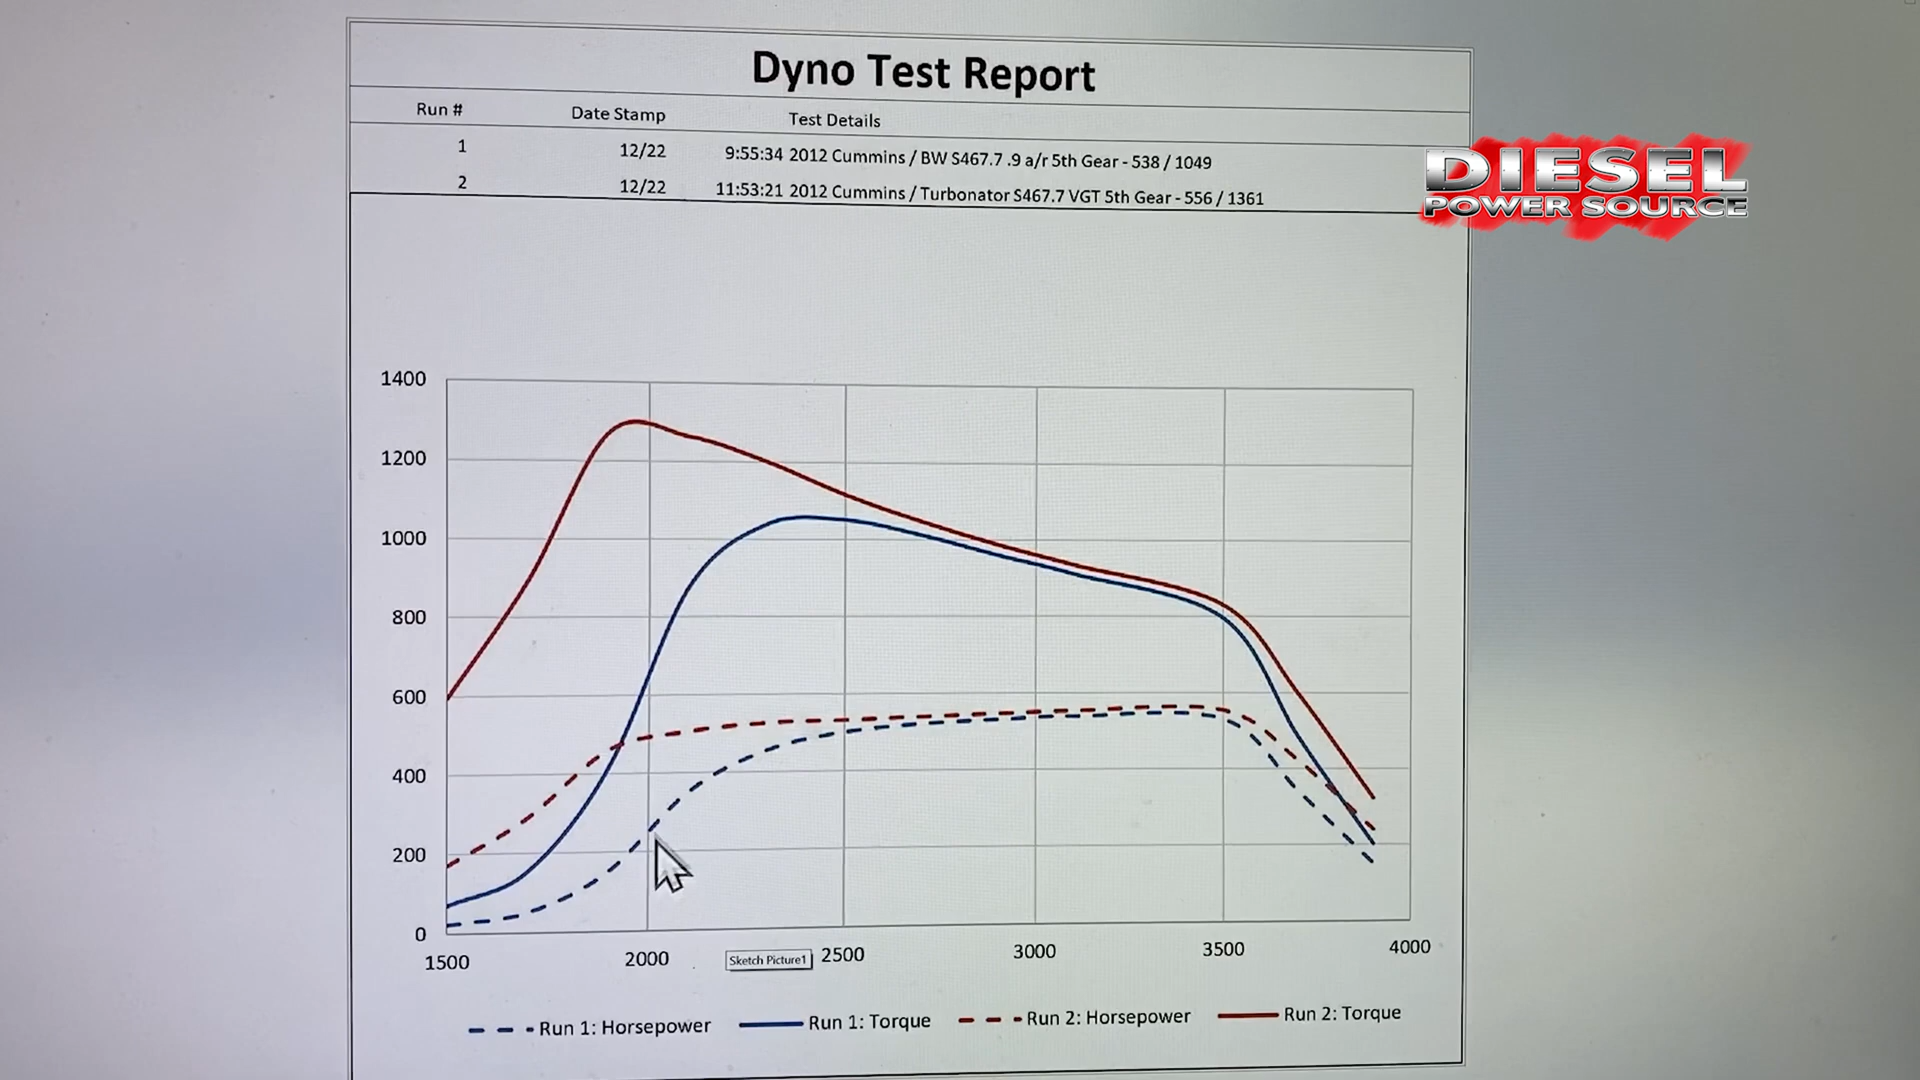 Dyno Test Report
Run # Date Stamp Test Details
1 12/22 9:55:34 2012 Cummins / BW S467.7 .9 a/r 5th Gear - 538 / 1049
2 12/22 11:53:21 2012 Cummins / Turbonator S467.7 VGT 5th Gear - 556 / 1361
DIESEL
POWER SOURCE
1400
1200
1000
800
600
400
200
0
1500 2000 2500 3000 3500 4000
Sketch Picture1
Run 1: Horsepower Run 1: Torque Run 2: Horsepower Run 2: Torque